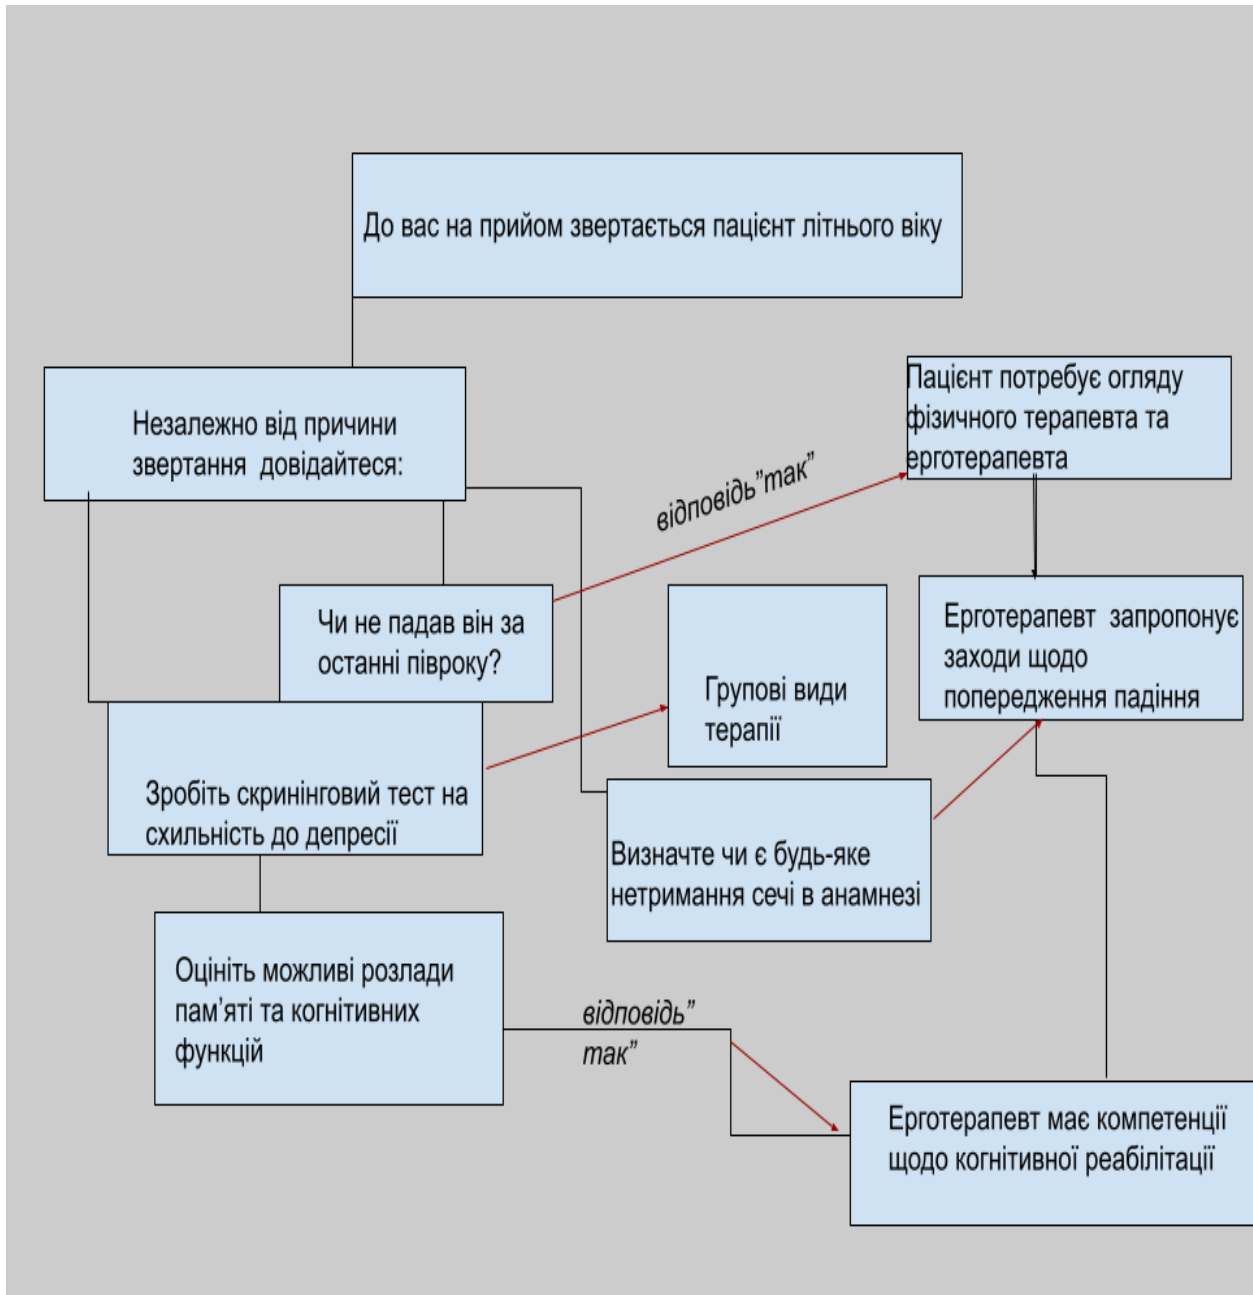 До вас на прийом звертається пацієнт літнього віку
Незалежно від причини
звертання довідайтеся:
Пацієнт потребує огляду
фізичного терапевта та
ерготерапевта
відповідь”так”
Чи не падав він за
останні півроку?
Ерготерапевт запропонує
заходи щодо
попередження падіння
Групові види
терапії
Зробіть скринінговий тест на
схильність до депресії
Визначте чи є будь-яке
нетримання сечі в анамнезі
Оцініть можливі розлади
пам’яті та когнітивних
функцій
відповідь”
так”
Ерготерапевт має компетенції
щодо когнітивної реабілітації